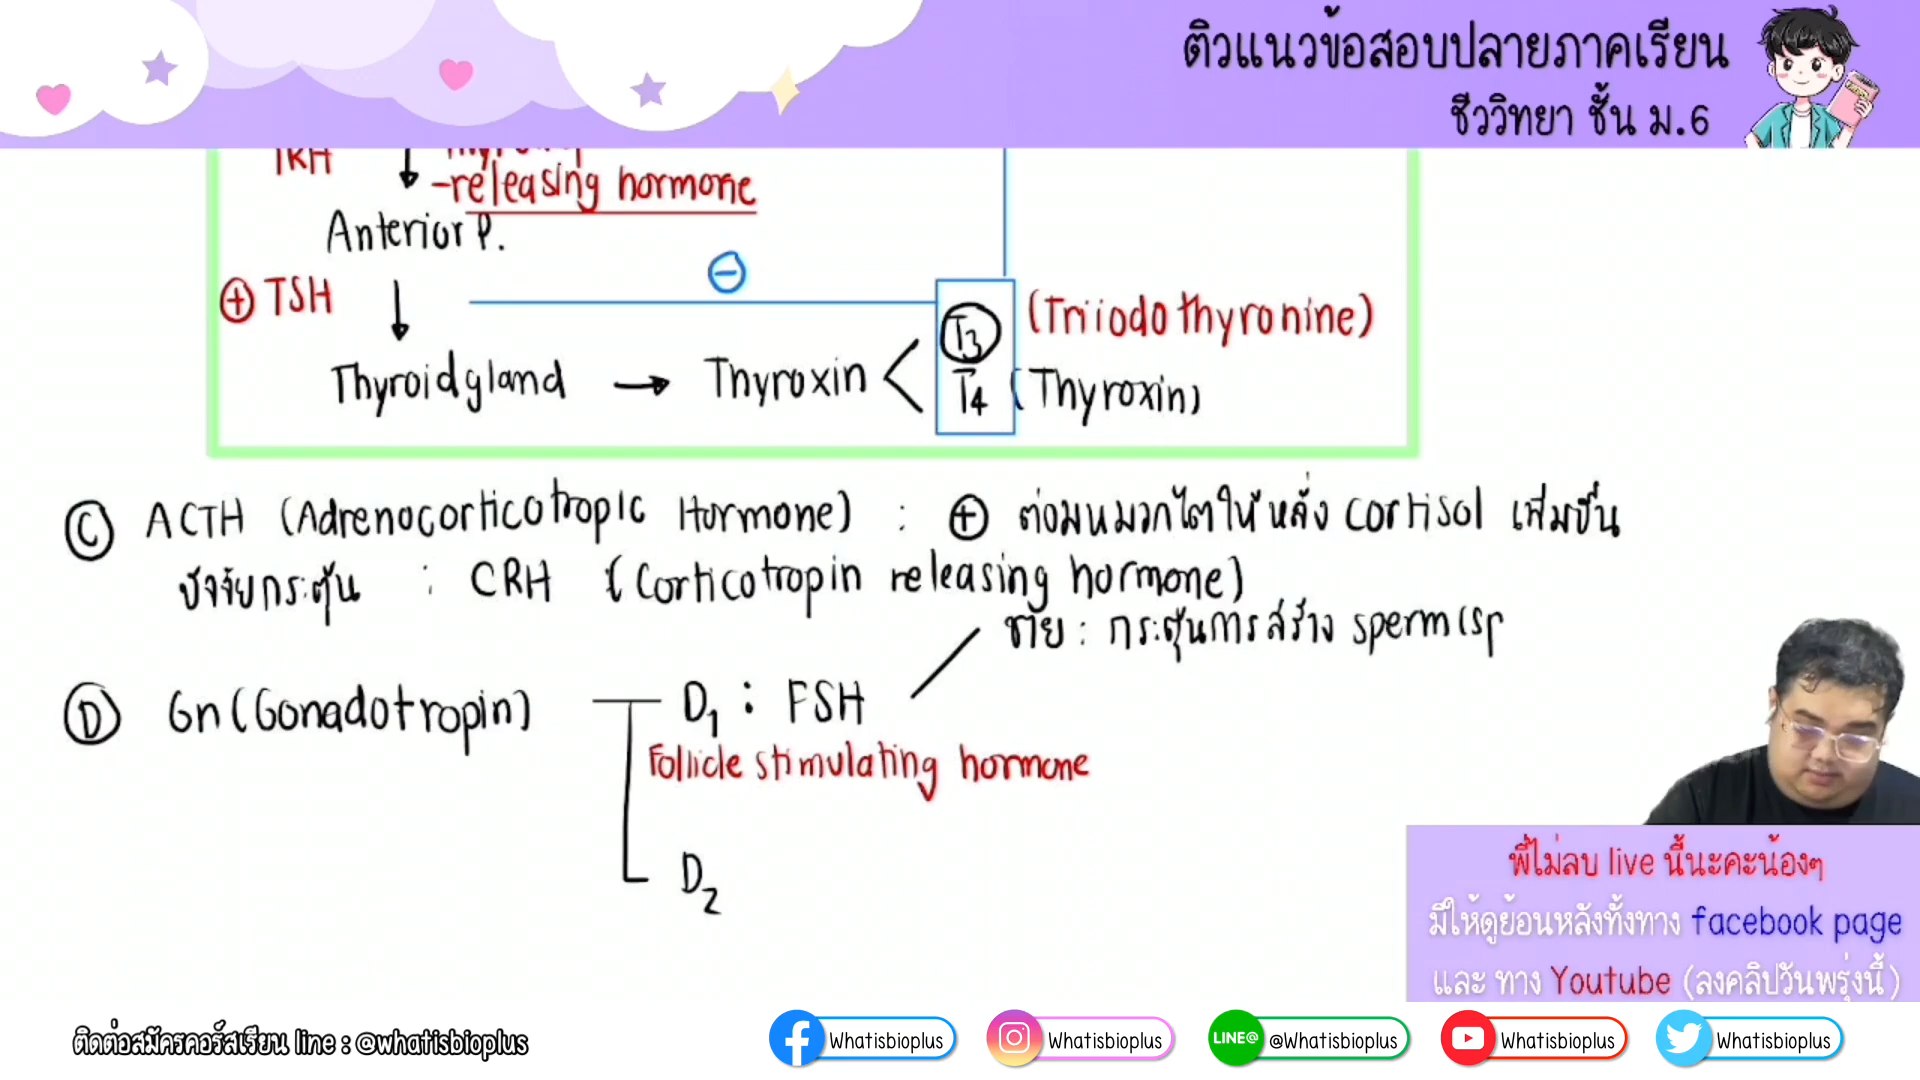 ติวแนวข้อสอบปลายภาคเรียน
ชีววิทยา ชั้น ม.6
TRH
-releasing hormone
Anterior P.
⊖
⊕ TSH
T3 (Triiodothyronine)
Thyroid gland → Thyroxin < T4 (Thyroxin)
Ⓒ ACTH (Adrenocorticotropic Hormone) : ⊕ ต่อมหมวกไตให้หลั่ง cortisol เพิ่มขึ้น
ปัจจัยกระตุ้น : CRH (Corticotropin releasing hormone)
ชาย : กระตุ้นการสร้าง sperm (sp
Ⓓ Gn (Gonadotropin) D1 : FSH
Follicle stimulating hormone
D2
พี่ไม่ลบ live นี้นะคะน้องๆ
มีให้ดูย้อนหลังทั้งทาง facebook page
และ ทาง Youtube (ลงคลิปวันพรุ่งนี้)
ติดต่อสมัครคอร์สเรียน line : @whatisbioplus
Whatisbioplus
Whatisbioplus
LINE@ @Whatisbioplus
Whatisbioplus
Whatisbioplus